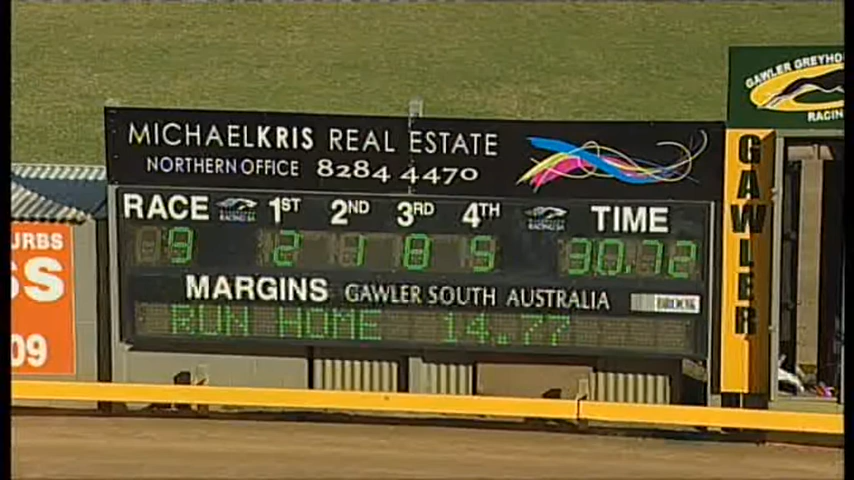 GAWLER GREYHO
RACIN
MICHAELKRIS REAL ESTATE
NORTHERN OFFICE 8284 4470
RACE 1ST 2ND 3RD 4TH TIME
9 2 1 8 5 30.72
MARGINS GAWLER SOUTH AUSTRALIA
RUN HOME 14.77
GAWLER
URBS
SS
09